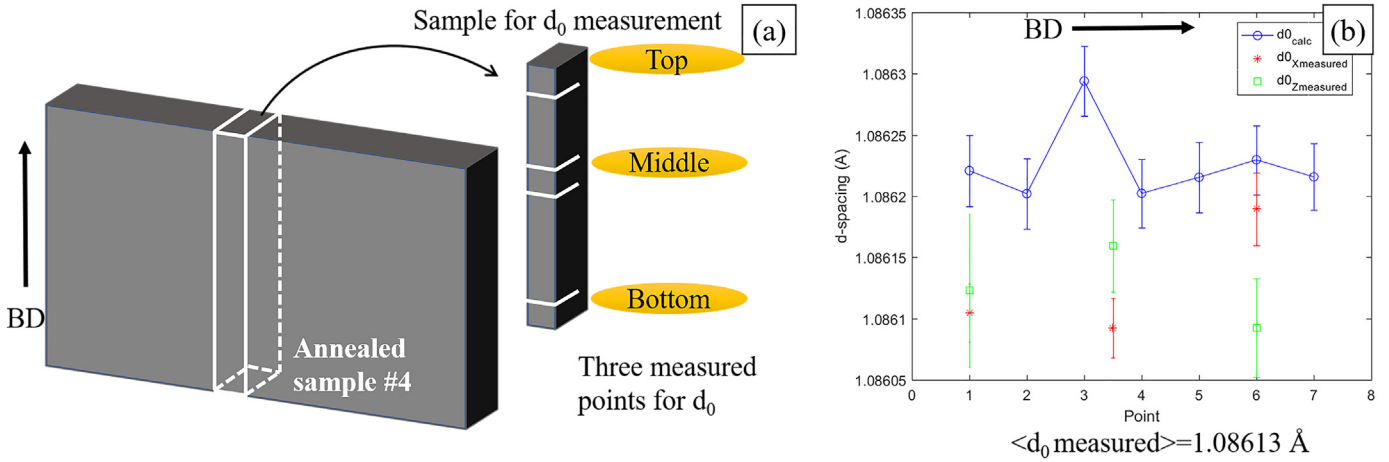 Sample for d0 measurement
(a)
Top
Middle
Bottom
BD
Annealed
sample #4
Three measured
points for d0
(b)
BD
d0calc
d0Xmeasured
d0Zmeasured
1.08635
1.0863
1.08625
1.0862
1.08615
1.0861
1.08605
d-spacing (A)
0 1 2 3 4 5 6 7 8
Point
<d0 measured>=1.08613 Å